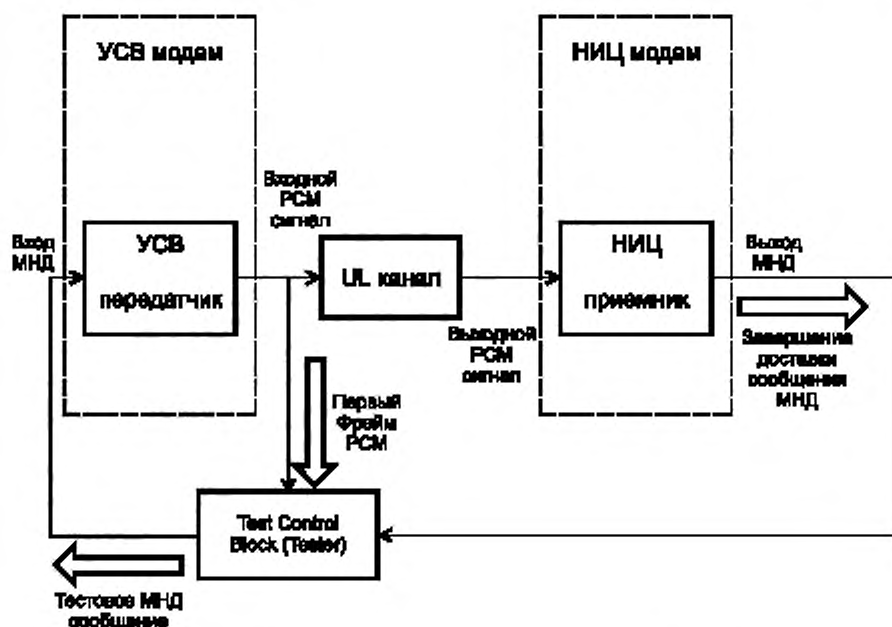 УСВ модем
НИЦ модем
Входной
PCM
сигнал
Вход
МНД
УСВ
передатчик
UL канал
НИЦ
приемник
Выход
МНД
Выходной
PCM
сигнал
Завершение
доставки
сообщения
МНД
Первый
Фрейм
PCM
Test Control
Block (Tester)
Тестовое МНД
сообщение